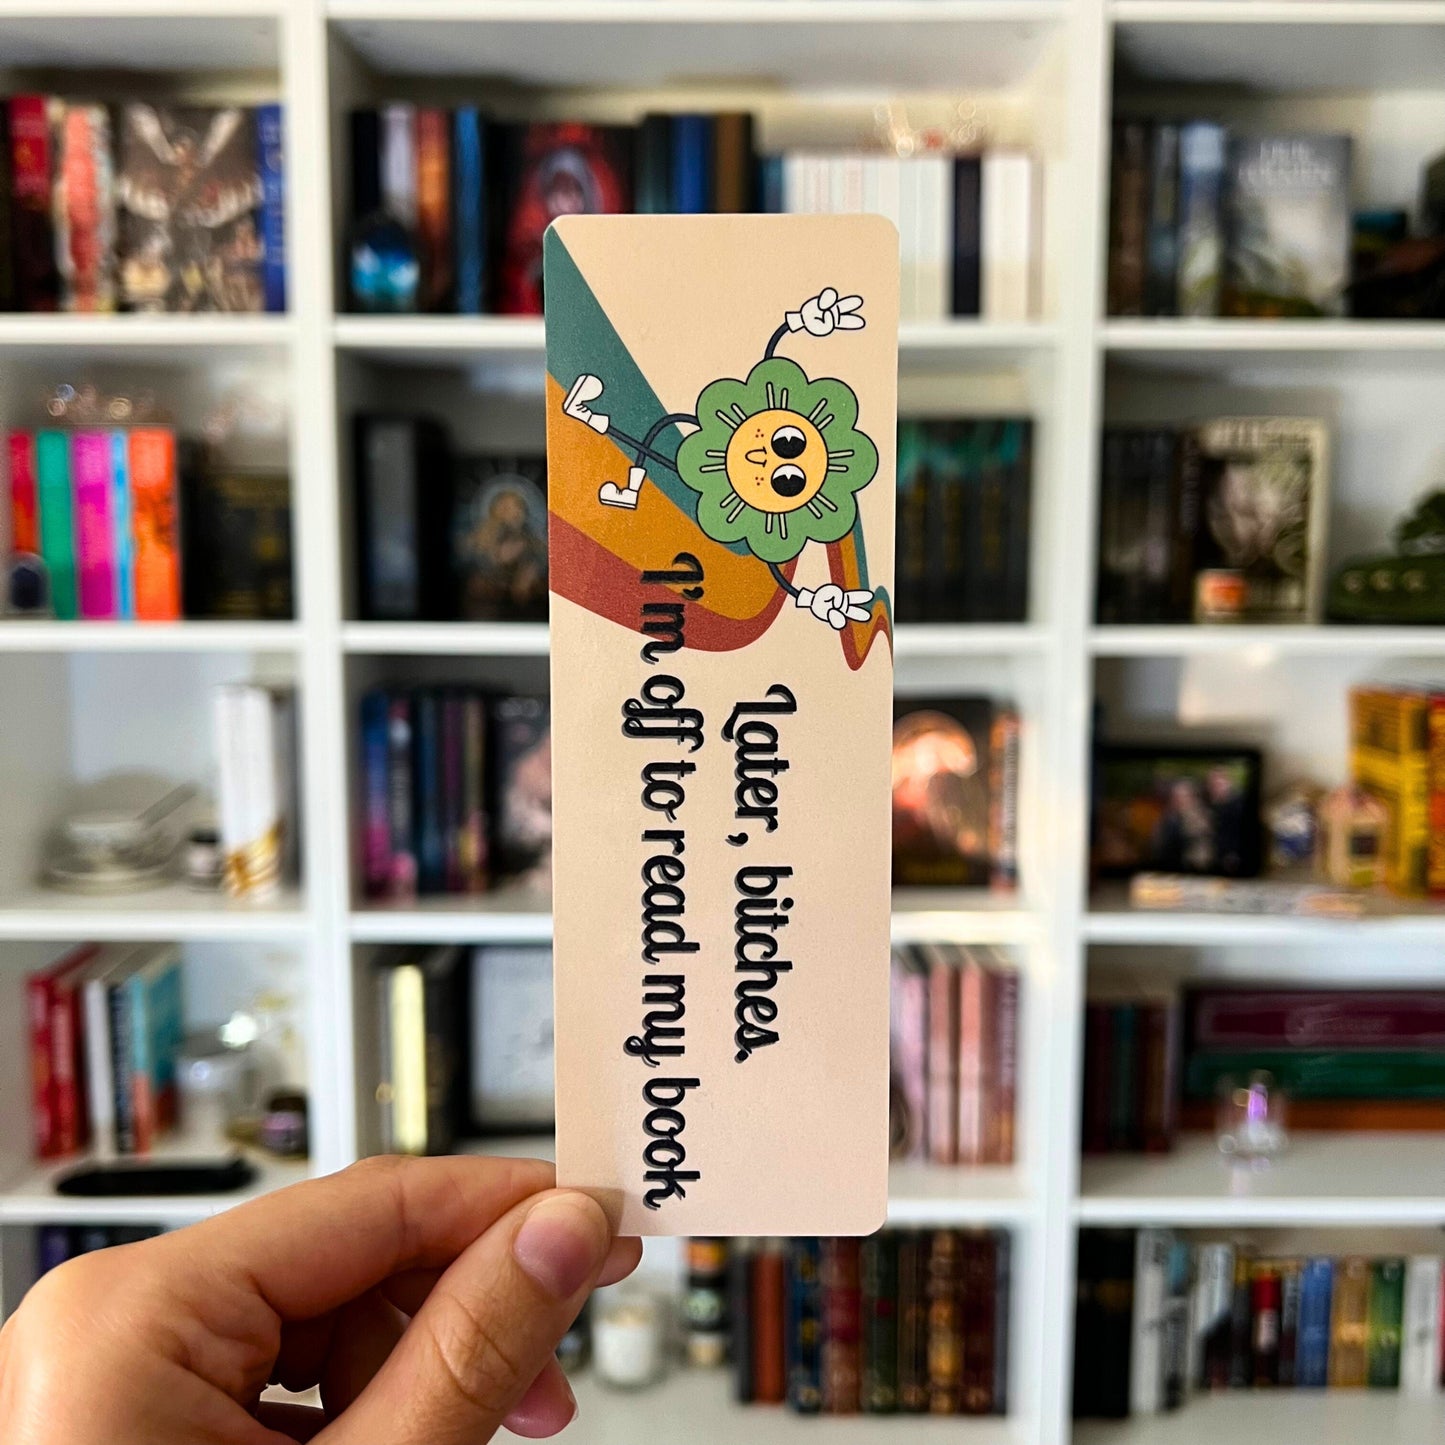 Later, bitches.
I'm off to read my book